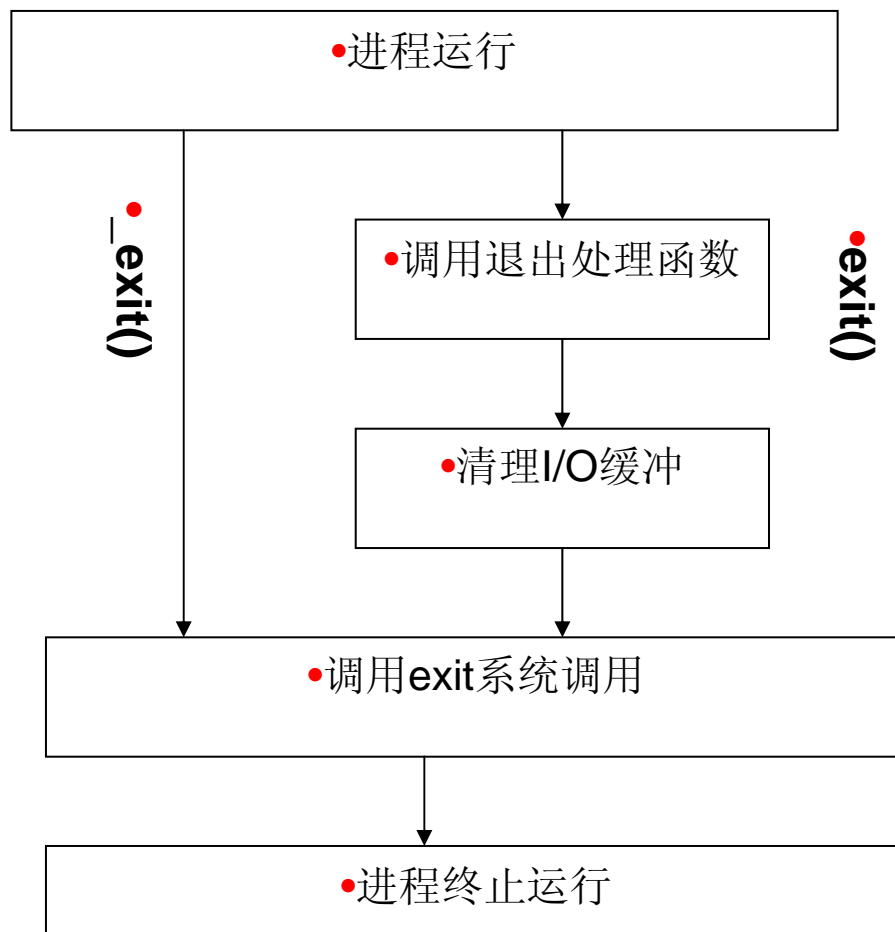 •进程运行
•_exit()
•调用退出处理函数
•exit()
•清理I/O缓冲
•调用exit系统调用
•进程终止运行